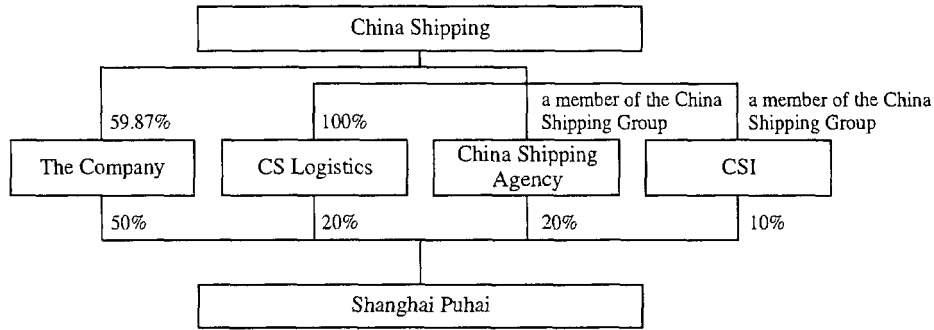 China Shipping
a member of the China
Shipping Group
a member of the China
Shipping Group
59.87%
100%
The Company
CS Logistics
China Shipping
Agency
CSI
50%
20%
20%
10%
Shanghai Puhai